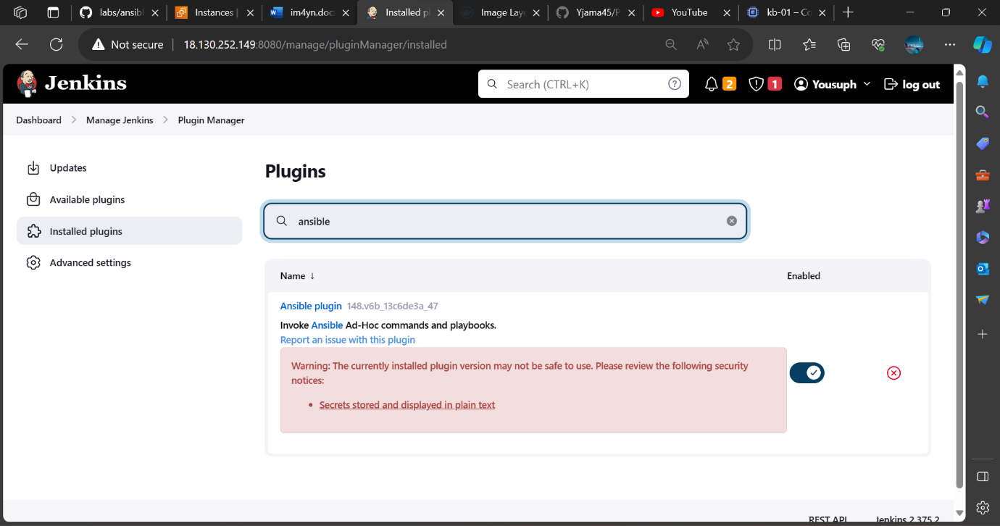 labs/ansib
Instances
im4yn.doc
Installed pl
Image Lay
Yjama45/P
YouTube
kb-01 – Co
Not secure
18.130.252.149:8080/manage/pluginManager/installed
Jenkins
Search (CTRL+K)
2
1
Yousuph
log out
Dashboard
Manage Jenkins
Plugin Manager
Updates
Available plugins
Installed plugins
Advanced settings
Plugins
ansible
Name ↓
Enabled
Ansible plugin 148.v6b_13c6de3a_47
Invoke Ansible Ad-Hoc commands and playbooks.
Report an issue with this plugin
Warning: The currently installed plugin version may not be safe to use. Please review the following security
notices:
• Secrets stored and displayed in plain text
REST API
Jenkins 2.375.2